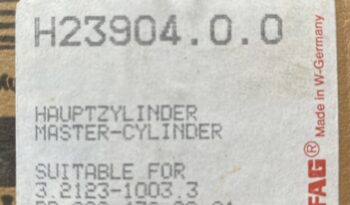 H23904.0.0
HAUPTZYLINDER
MASTER-CYLINDER
SUITABLE FOR
3.2123-1003.3
FAG® Made in W-Germany